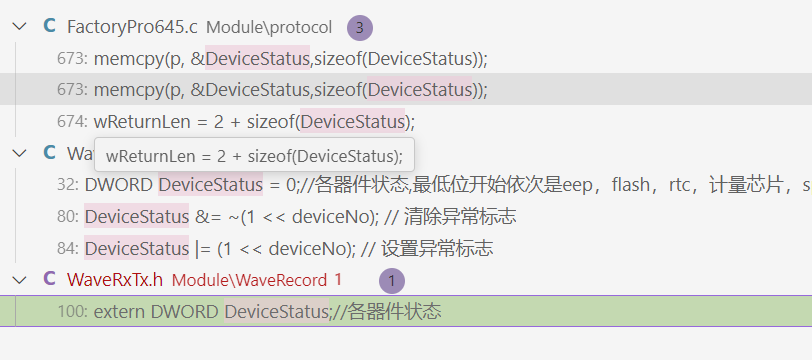 FactoryPro645.c Module\protocol 3
673: memcpy(p, &DeviceStatus,sizeof(DeviceStatus));
673: memcpy(p, &DeviceStatus,sizeof(DeviceStatus));
674: wReturnLen = 2 + sizeof(DeviceStatus);
wReturnLen = 2 + sizeof(DeviceStatus);
32: DWORD DeviceStatus = 0;//各器件状态,最低位开始依次是eep，flash，rtc，计量芯片，s
80: DeviceStatus &= ~(1 << deviceNo); // 清除异常标志
84: DeviceStatus |= (1 << deviceNo); // 设置异常标志
C WaveRxTx.h Module\WaveRecord 1 1
100: extern DWORD DeviceStatus;//各器件状态